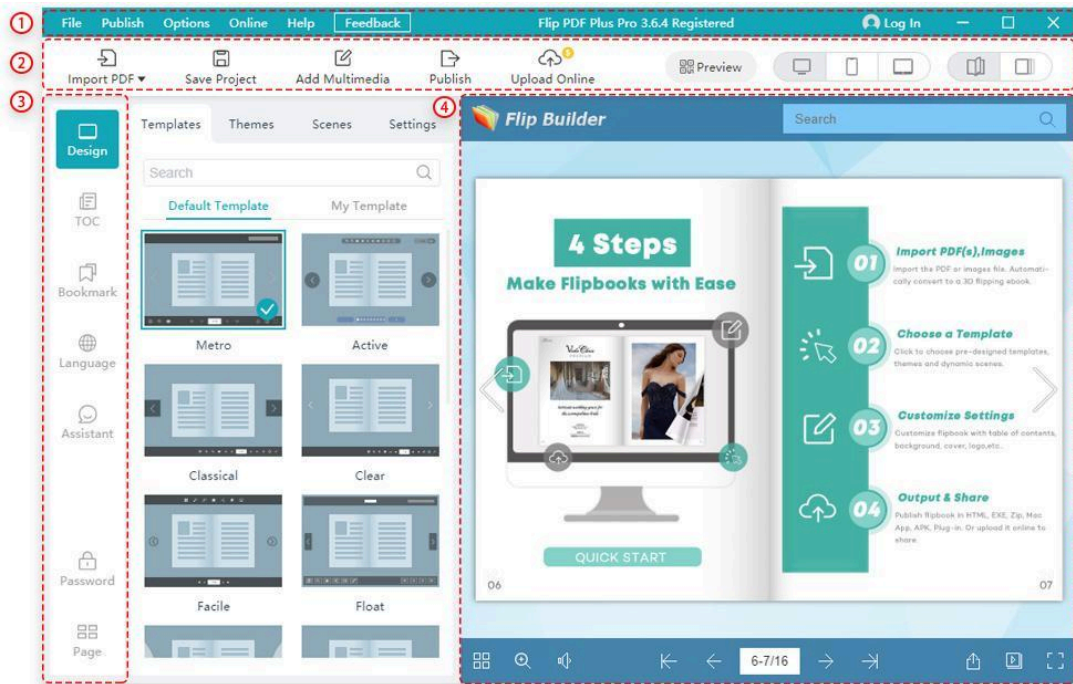 ① File Publish Options Online Help Feedback Flip PDF Plus Pro 3.6.4 Registered Log In
② Import PDF Save Project Add Multimedia Publish Upload Online Preview
③
Design
TOC
Bookmark
Language
Assistant
Password
Page
Templates Themes Scenes Settings
Search
Default Template My Template
Metro Active
Classical Clear
Facile Float
④
Flip Builder Search
4 Steps
Make Flipbooks with Ease
QUICK START
06
01 Import PDF(s),Images
Import the PDF or images file. Automati-
cally convert to a 3D flipping ebook.
02 Choose a Template
Click to choose pre-designed templates,
themes and dynamic scenes.
03 Customize Settings
Customize flipbook with table of contents,
background, cover, logo,etc.
04 Output & Share
Publish flipbook in HTML, EXE, Zip, Mac
App, APK, Plug-in. Or upload it online to
share.
07
6-7/16